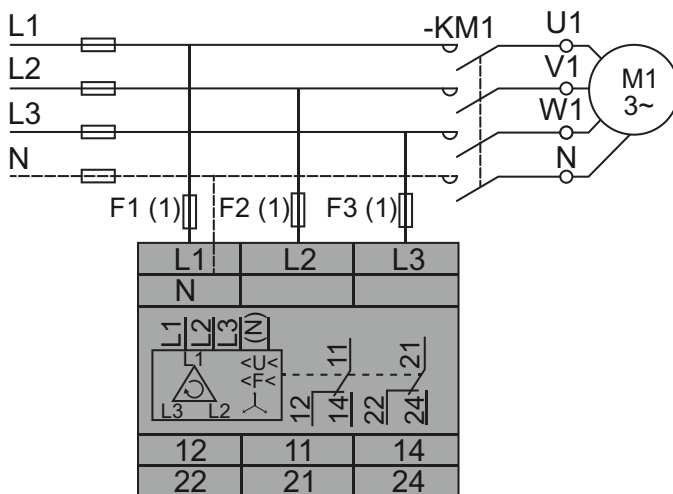 L1 -KM1 U1
L2 V1
L3 W1
M1
3~
N N
F1 (1) F2 (1) F3 (1)
L1 L2 L3
N
L1 L2 L3 (N)
L1
L3 L2
<U<
<F<
11
12 14
21
22 24
12 11 14
22 21 24